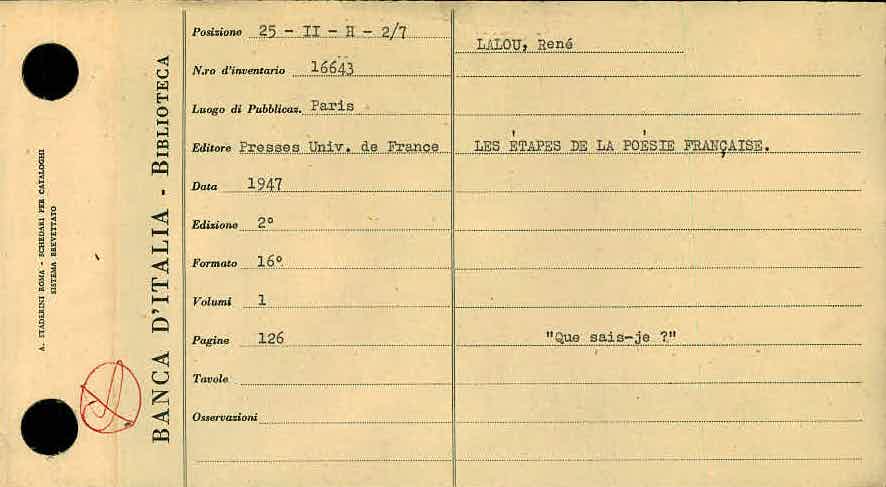 A. STADERINI ROMA - SCHEDARI PER CATALOGHI
SISTEMA BREVETTATO
BANCA D'ITALIA - BIBLIOTECA
Posizione 25 - II - H - 2/7
N.ro d'inventario 16643
Luogo di Pubblicaz. Paris
Editore Presses Univ. de France
Data 1947
Edizione 2°
Formato 16°
Volumi 1
Pagine 126
Tavole
Osservazioni
LALOU, René
LES ÉTAPES DE LA POÉSIE FRANÇAISE.
"Que sais-je ?"